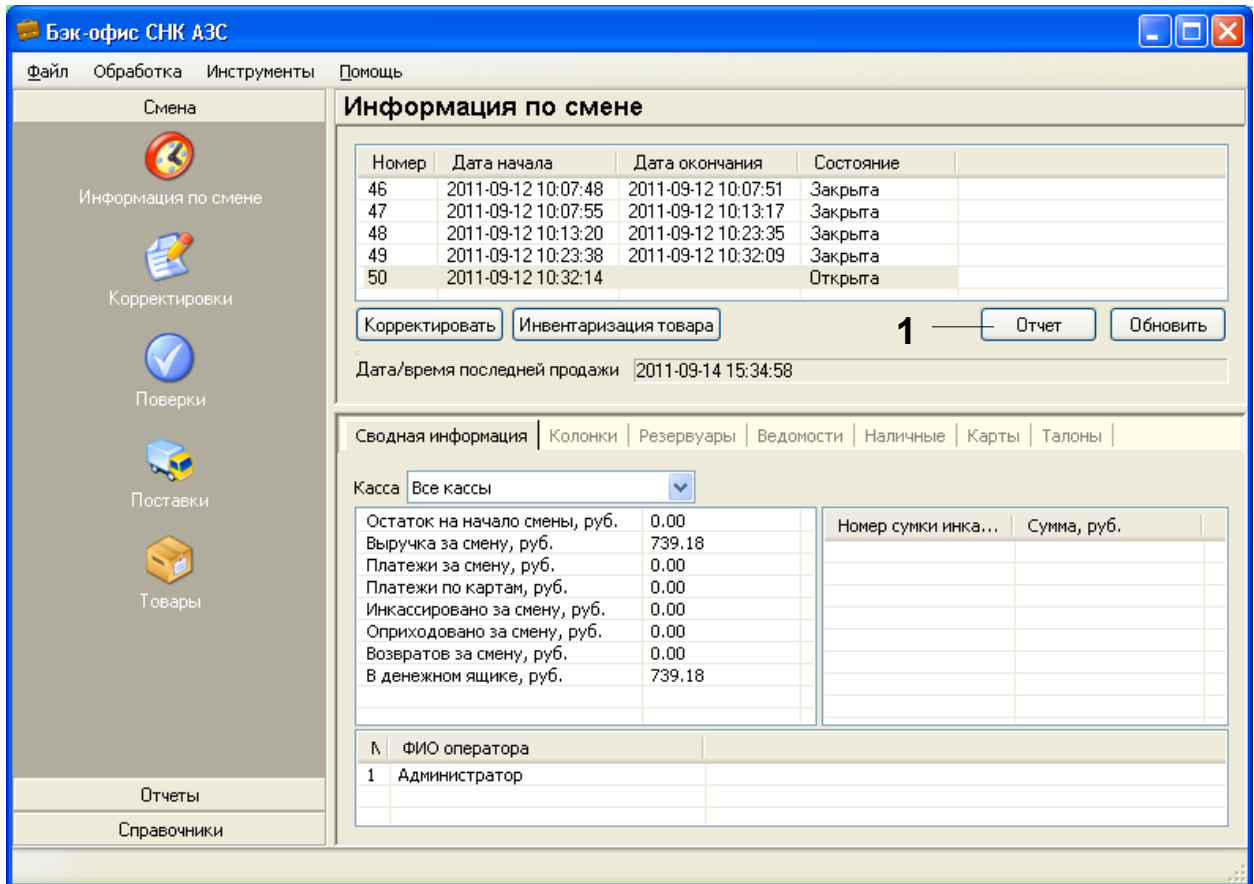 Бэк-офис СНК АЗС
Файл Обработка Инструменты Помощь
Смена
Информация по смене
Корректировки
Поверки
Поставки
Товары
Отчеты
Справочники
Информация по смене
Номер Дата начала Дата окончания Состояние
46 2011-09-12 10:07:48 2011-09-12 10:07:51 Закрыта
47 2011-09-12 10:07:55 2011-09-12 10:13:17 Закрыта
48 2011-09-12 10:13:20 2011-09-12 10:23:35 Закрыта
49 2011-09-12 10:23:38 2011-09-12 10:32:09 Закрыта
50 2011-09-12 10:32:14 Открыта
Корректировать Инвентаризация товара 1 Отчет Обновить
Дата/время последней продажи 2011-09-14 15:34:58
Сводная информация Колонки Резервуары Ведомости Наличные Карты Талоны
Касса Все кассы
Остаток на начало смены, руб. 0.00
Выручка за смену, руб. 739.18
Платежи за смену, руб. 0.00
Платежи по картам, руб. 0.00
Инкассировано за смену, руб. 0.00
Оприходовано за смену, руб. 0.00
Возвратов за смену, руб. 0.00
В денежном ящике, руб. 739.18
Номер сумки инка... Сумма, руб.
ФИО оператора
1 Администратор